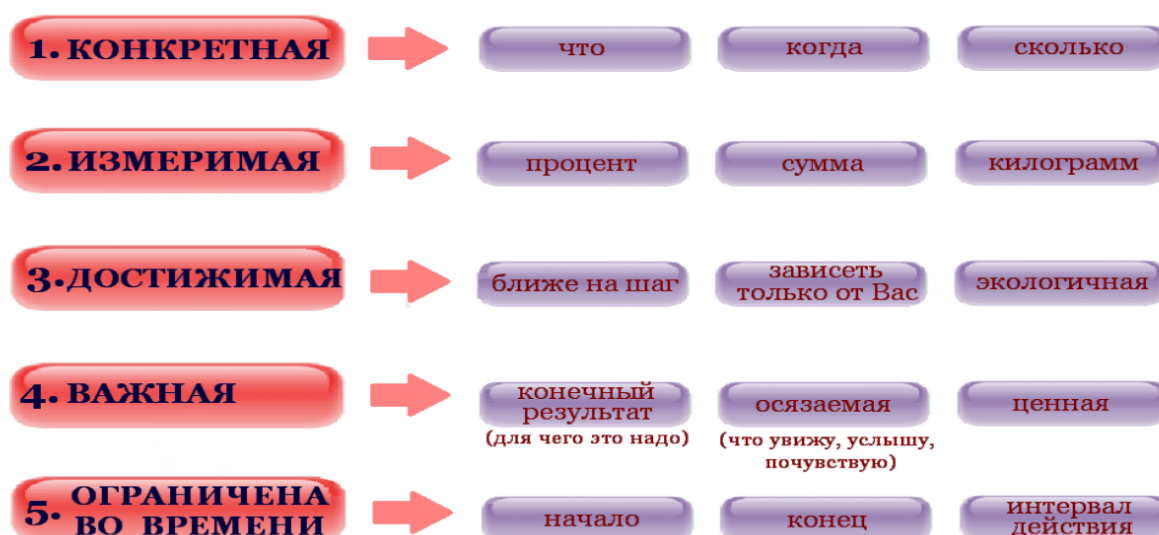 1. КОНКРЕТНАЯ
что
когда
сколько
2. ИЗМЕРИМАЯ
процент
сумма
килограмм
3.ДОСТИЖИМАЯ
ближе на шаг
зависеть
только от Вас
экологичная
4. ВАЖНАЯ
конечный
результат
(для чего это надо)
осязаемая
(что увижу, услышу,
почувствую)
ценная
5. ОГРАНИЧЕНА
ВО ВРЕМЕНИ
начало
конец
интервал
действия